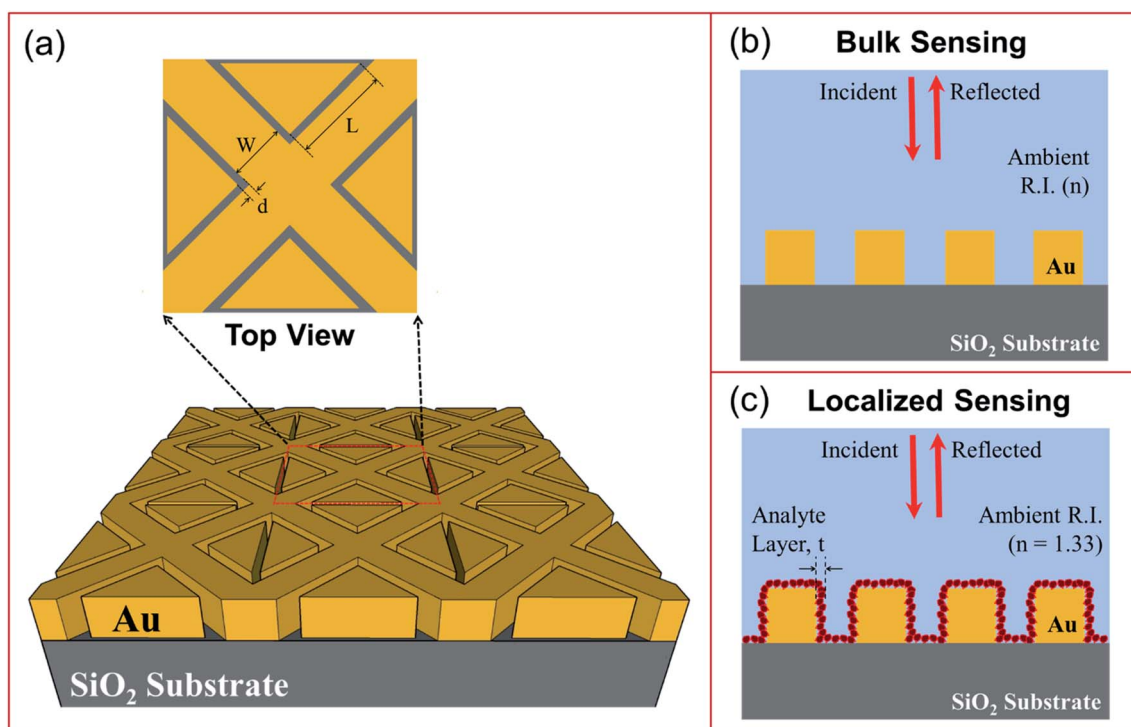 (a)
W
L
d
Top View
Au
SiO₂ Substrate
(b)
Bulk Sensing
Incident
Reflected
Ambient
R.I. (n)
Au
SiO₂ Substrate
(c)
Localized Sensing
Incident
Reflected
Analyte
Layer, t
Ambient R.I.
(n = 1.33)
Au
SiO₂ Substrate